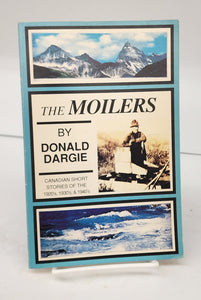 THE MOILERS
BY
DONALD
DARGIE
CANADIAN SHORT
STORIES OF THE
1920's, 1930's & 1940's